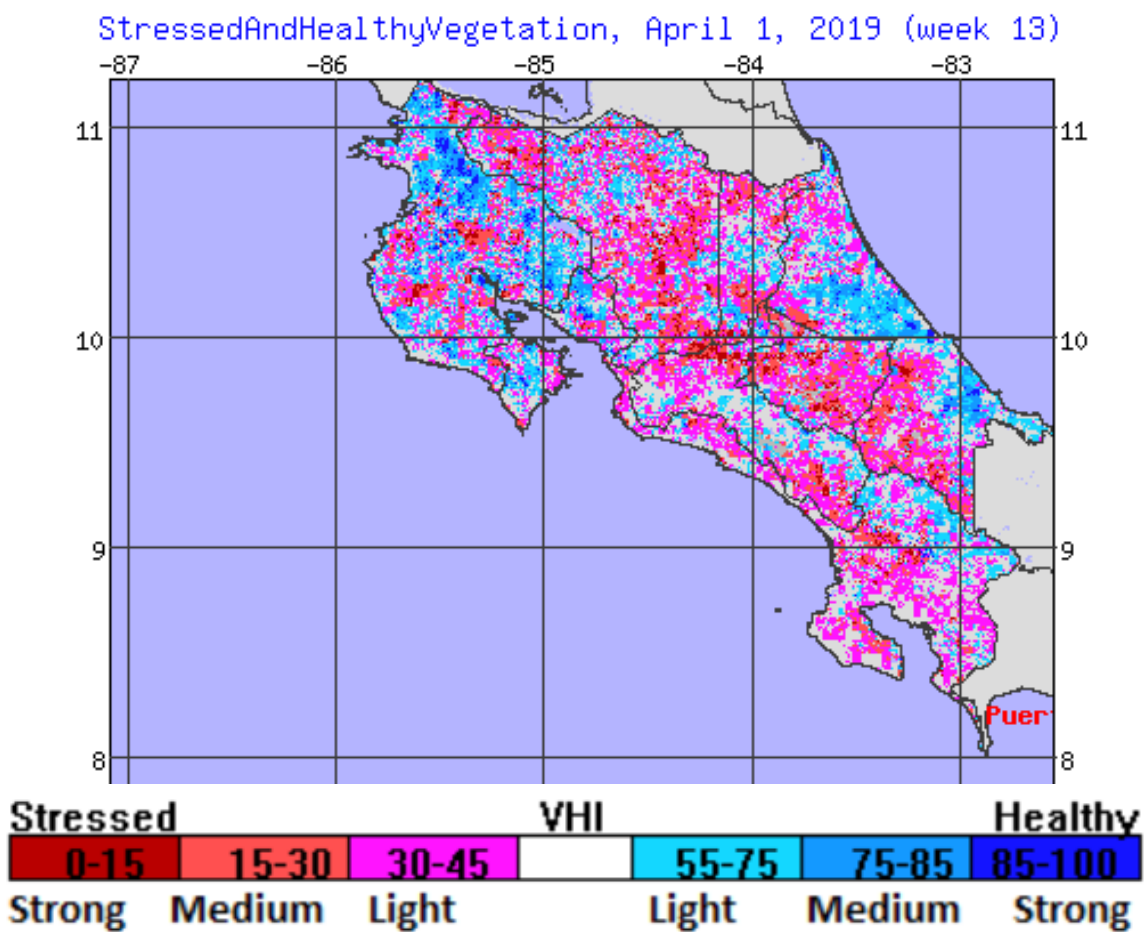 StressedAndHealthyVegetation, April 1, 2019 (week 13)
-87 -86 -85 -84 -83
11 11
10 10
9 9
8 8
Puer
Stressed VHI Healthy
0-15 15-30 30-45 55-75 75-85 85-100
Strong Medium Light Light Medium Strong